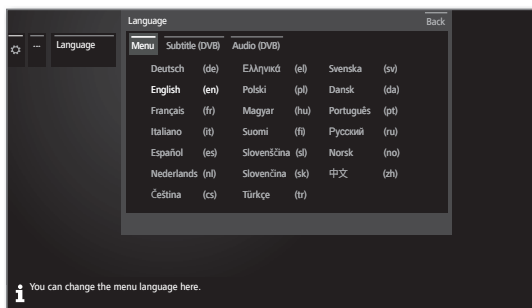 Language Back
... Language
Menu Subtitle (DVB) Audio (DVB)
Deutsch (de) Ελληνικά (el) Svenska (sv)
English (en) Polski (pl) Dansk (da)
Français (fr) Magyar (hu) Português (pt)
Italiano (it) Suomi (fi) Русский (ru)
Español (es) Slovenščina (sl) Norsk (no)
Nederlands (nl) Slovenčina (sk) 中文 (zh)
Čeština (cs) Türkçe (tr)
You can change the menu language here.